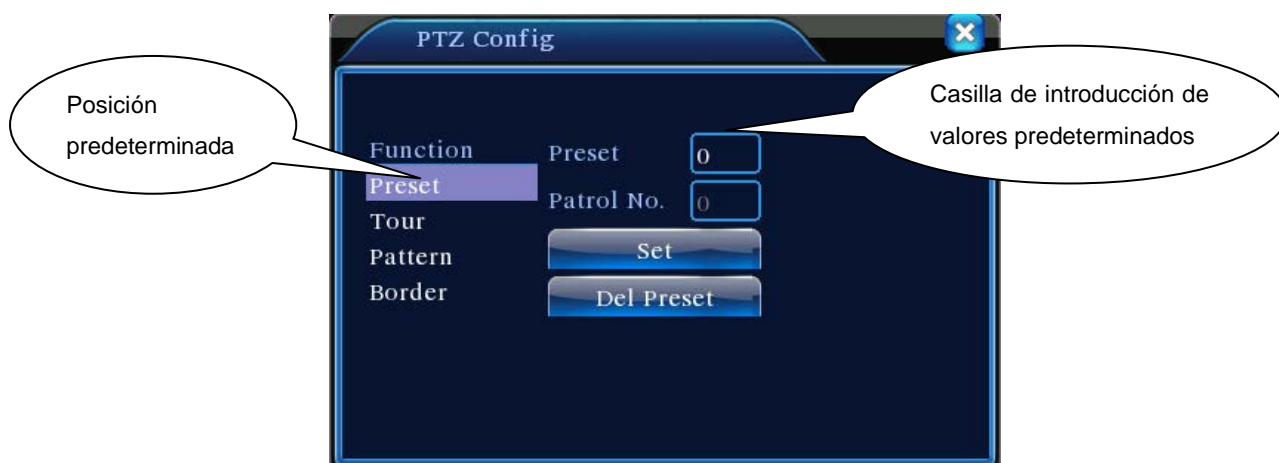 PTZ Config
Posición
predeterminada
Casilla de introducción de
valores predeterminados
Function
Preset
Tour
Pattern
Border
Preset 0
Patrol No. 0
Set
Del Preset